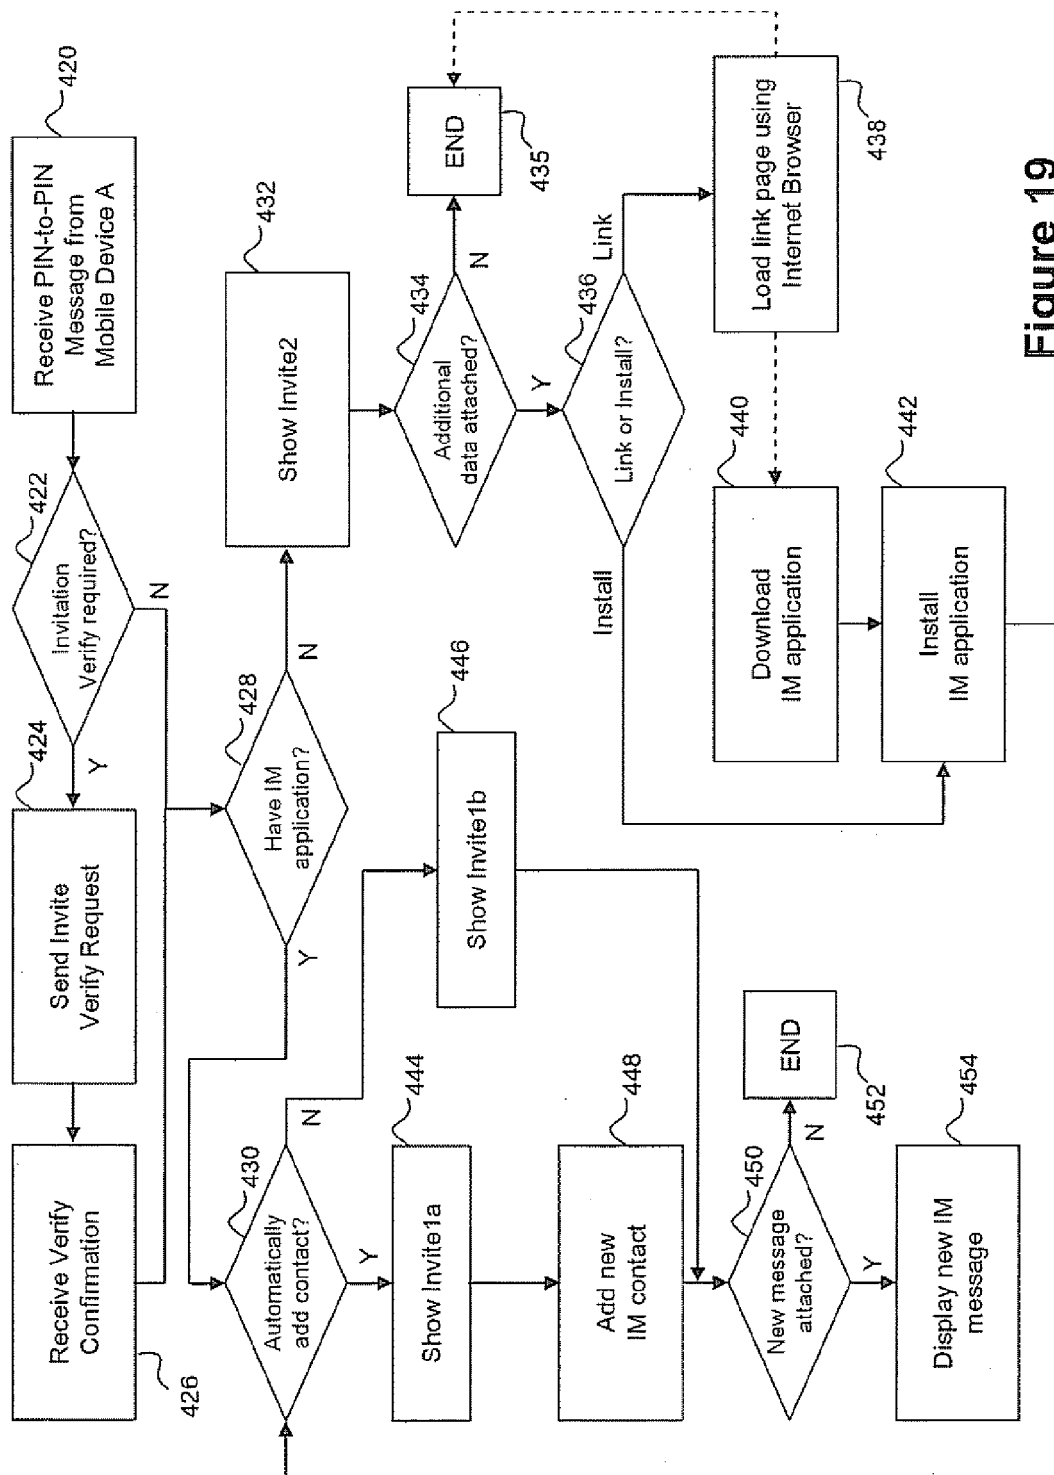 420
Receive PIN-to-PIN
Message from
Mobile Device A
422
Invitation
Verify required?
Y
N
424
Send Invite
Verify Request
426
Receive Verify
Confirmation
428
Have IM
application?
Y
N
432
Show Invite2
434
Additional
data attached?
N
Y
END
435
436
Link or Install?
Link
Install
438
Load link page using
Internet Browser
440
Download
IM application
442
Install
IM application
430
Automatically
add contact?
N
Y
446
Show Invite1b
444
Show Invite1a
448
Add new
IM contact
450
New message
attached?
N
Y
END
452
454
Display new IM
message
Figure 19